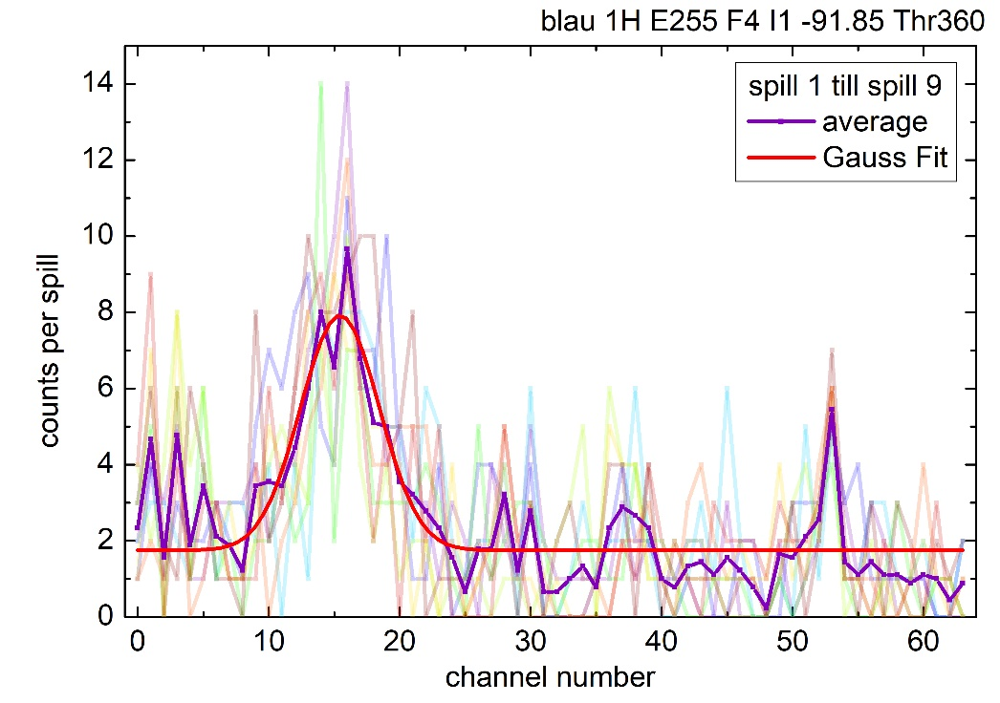 blau 1H E255 F4 I1 -91.85 Thr360
14
12
10
8
6
4
2
0
counts per spill
spill 1 till spill 9
average
Gauss Fit
0 10 20 30 40 50 60
channel number